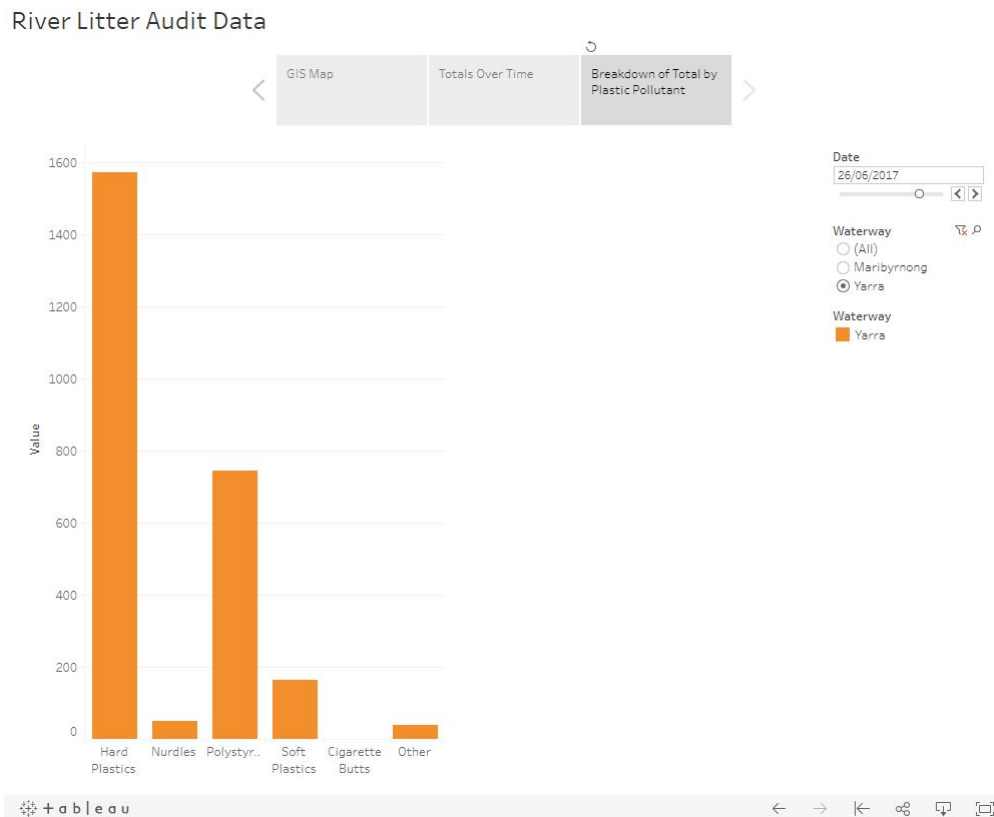 River Litter Audit Data
GIS Map
Totals Over Time
Breakdown of Total by
Plastic Pollutant
1600
1400
1200
1000
800
600
400
200
0
Value
Hard
Plastics
Nurdles
Polystyr..
Soft
Plastics
Cigarette
Butts
Other
Date
26/06/2017
Waterway
(All)
Maribyrnong
Yarra
Waterway
Yarra
+ a b | e a u